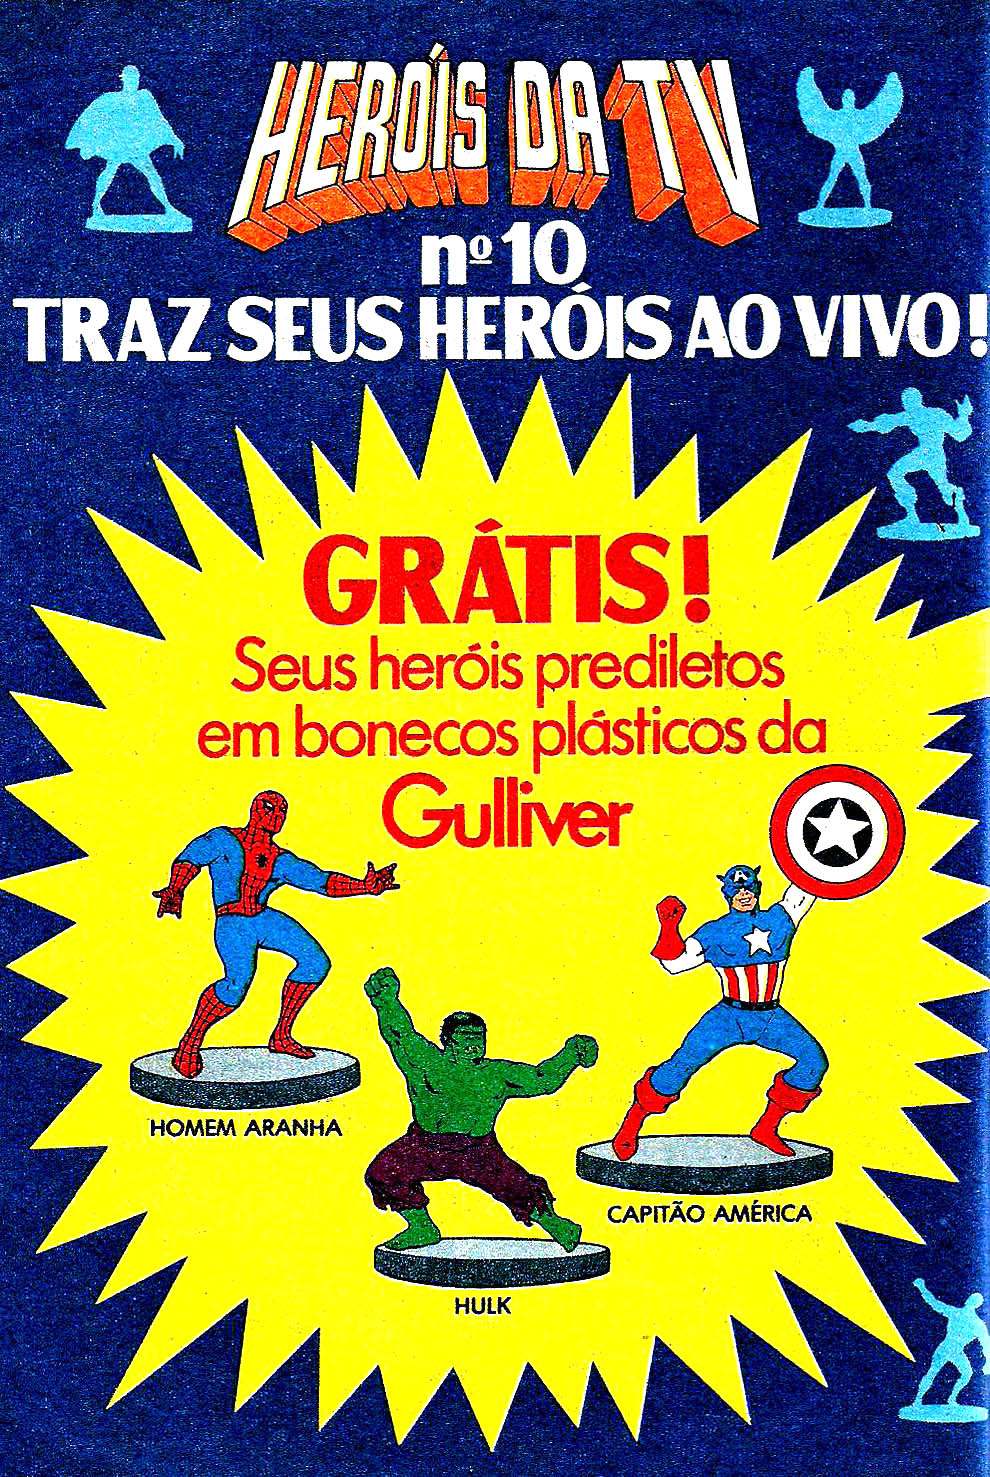 HERÓIS DA TV
nº 10
TRAZ SEUS HERÓIS AO VIVO!
GRÁTIS!
Seus heróis prediletos
em bonecos plásticos da
Gulliver
HOMEM ARANHA
CAPITÃO AMÉRICA
HULK